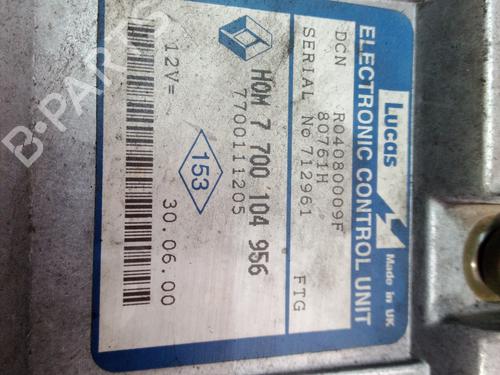 Lucas
Made in UK
ELECTRONIC CONTROL UNIT
DCN R04080009F
80761H
SERIAL No 712961 FTG
HOM 7 700 104 956
7700111205
153
12V= 30.06.00
B-PARTS